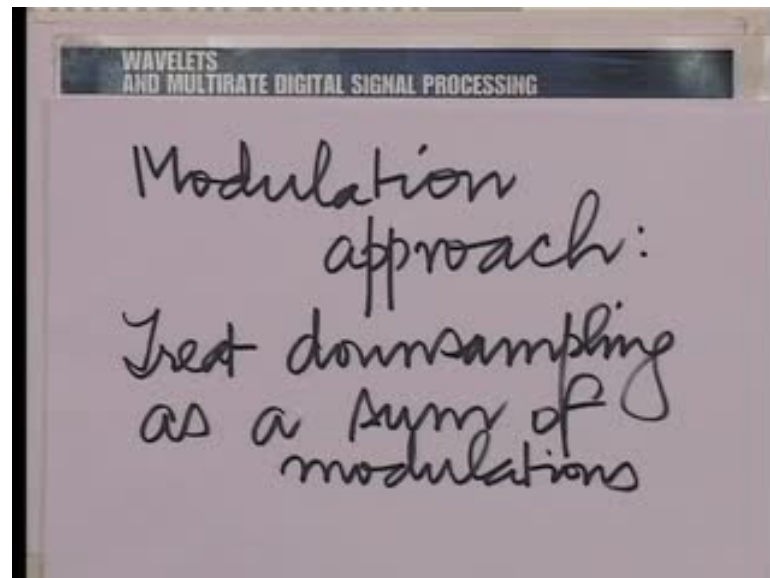 WAVELETS
AND MULTIRATE DIGITAL SIGNAL PROCESSING
Modulation
approach:
Treat downsampling
as a sum of
modulations